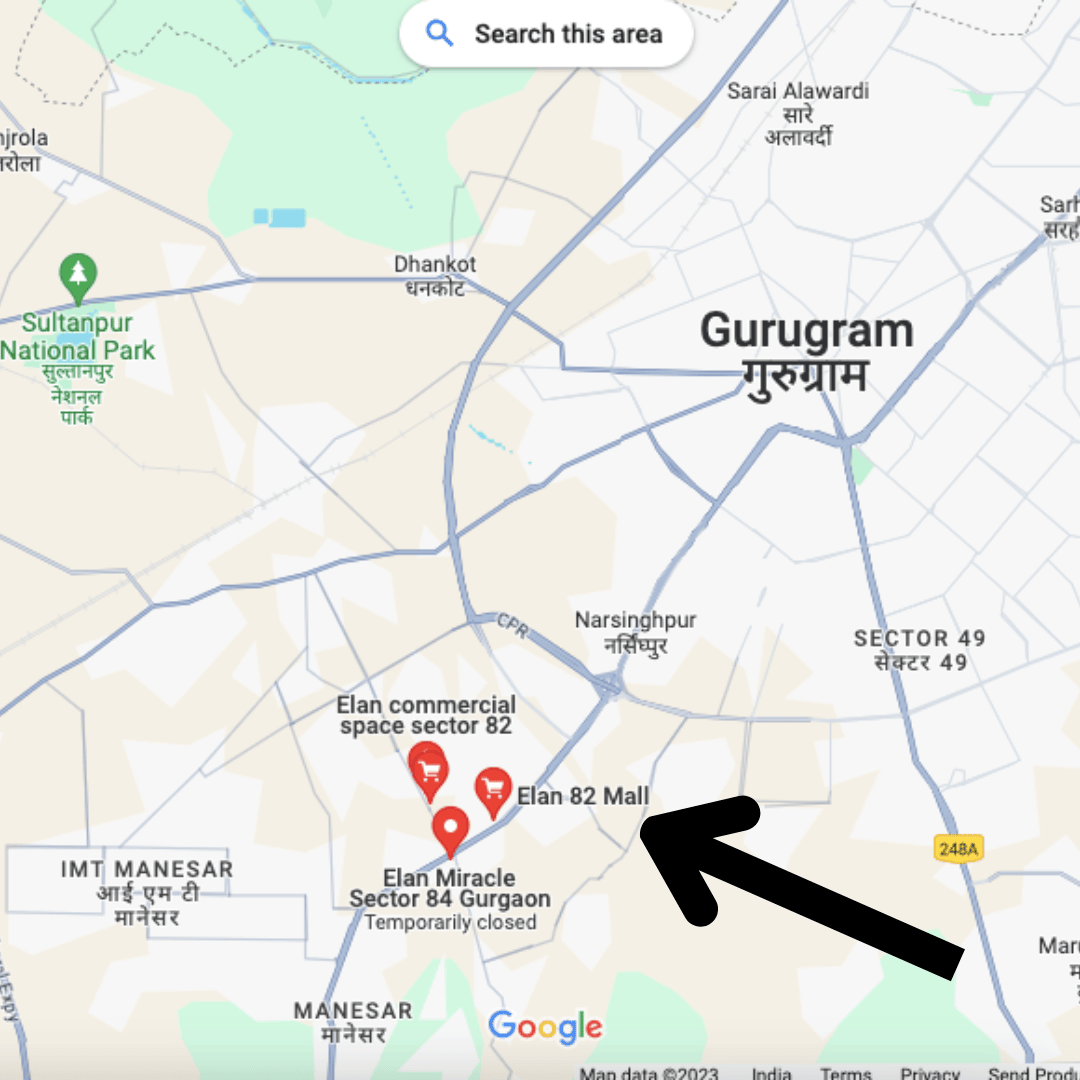 Search this area
Sarai Alawardi
सारे
अलावर्दी
njrola
Sarh
सरह
Dhankot
धनकोट
Sultanpur
National Park
सुल्तानपुर
नेशनल
पार्क
Gurugram
गुरुग्राम
CPR
Narsinghpur
नर्सिंघपुर
SECTOR 49
सेक्टर 49
Elan commercial
space sector 82
Elan 82 Mall
248A
IMT MANESAR
आई एम टी
मानेसर
Elan Miracle
Sector 84 Gurgaon
Temporarily closed
Maru
MANESAR
मानेसर
Expy
Google
Map data ©2023 India Terms Privacy Send Produ